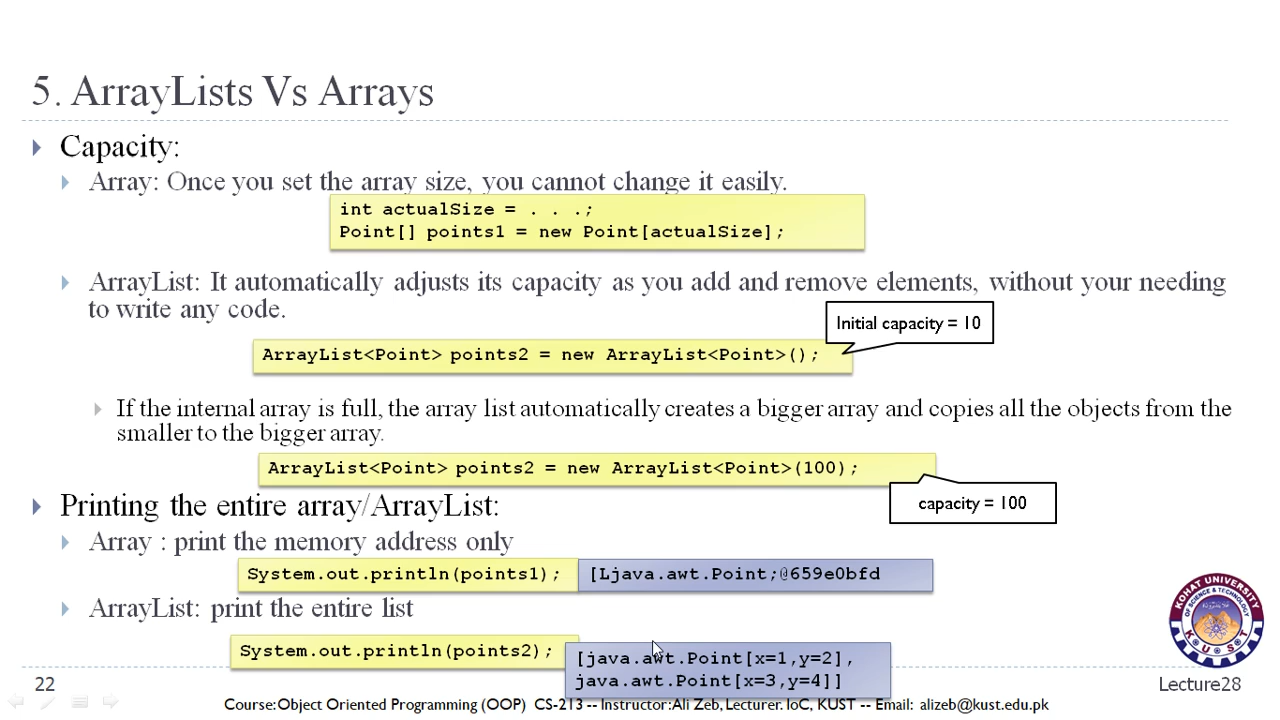 5. ArrayLists Vs Arrays
Capacity:
Array: Once you set the array size, you cannot change it easily.
int actualSize = . . .;
Point[] points1 = new Point[actualSize];
ArrayList: It automatically adjusts its capacity as you add and remove elements, without your needing
to write any code.
Initial capacity = 10
ArrayList<Point> points2 = new ArrayList<Point>();
If the internal array is full, the array list automatically creates a bigger array and copies all the objects from the
smaller to the bigger array.
ArrayList<Point> points2 = new ArrayList<Point>(100);
capacity = 100
Printing the entire array/ArrayList:
Array : print the memory address only
System.out.println(points1);
[Ljava.awt.Point;@659e0bfd
ArrayList: print the entire list
System.out.println(points2);
[java.awt.Point[x=1,y=2],
java.awt.Point[x=3,y=4]]
KOHAT UNIVERSITY
OF SCIENCE & TECHNOLOGY
K U S T
22
Lecture28
Course: Object Oriented Programming (OOP) CS-213 -- Instructor: Ali Zeb, Lecturer. IoC, KUST -- Email: alizeb@kust.edu.pk